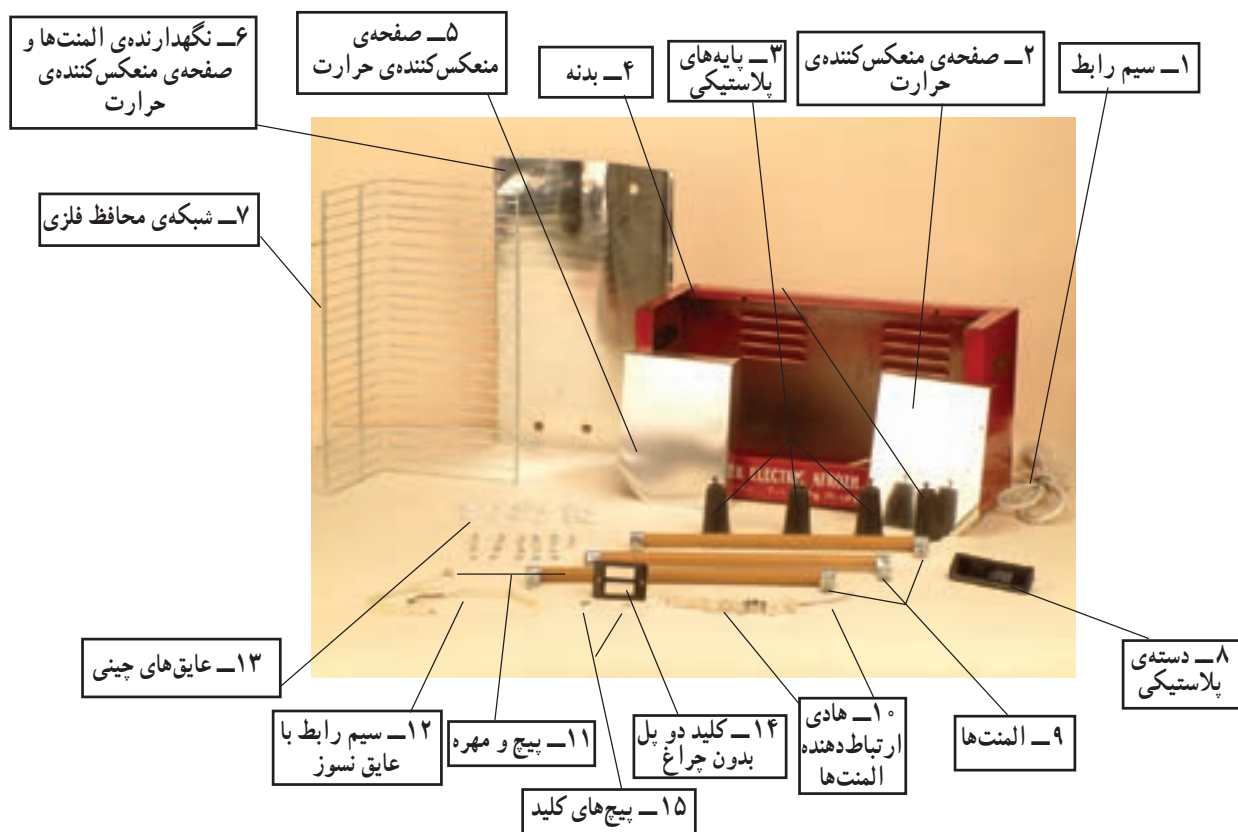 ۱ــ سیم رابط
۲ــ صفحه‌ی منعکس‌کننده‌ی
حرارت
۳ــ پایه‌های
پلاستیکی
۴ــ بدنه
۵ــ صفحه‌ی
منعکس‌کننده‌ی حرارت
۶ــ نگهدارنده‌ی المنت‌ها و
صفحه‌ی منعکس‌کننده‌ی
حرارت
۷ــ شبکه‌ی محافظ فلزی
ELECTRIC
۸ــ دسته‌ی
پلاستیکی
۹ــ المنت‌ها
۱۰ــ هادی
ارتباط‌دهنده
المنت‌ها
۱۴ــ کلید دو پل
بدون چراغ
۱۱ــ پیچ و مهره
۱۲ــ سیم رابط با
عایق نسوز
۱۳ــ عایق‌های چینی
۱۵ــ پیچ‌های کلید